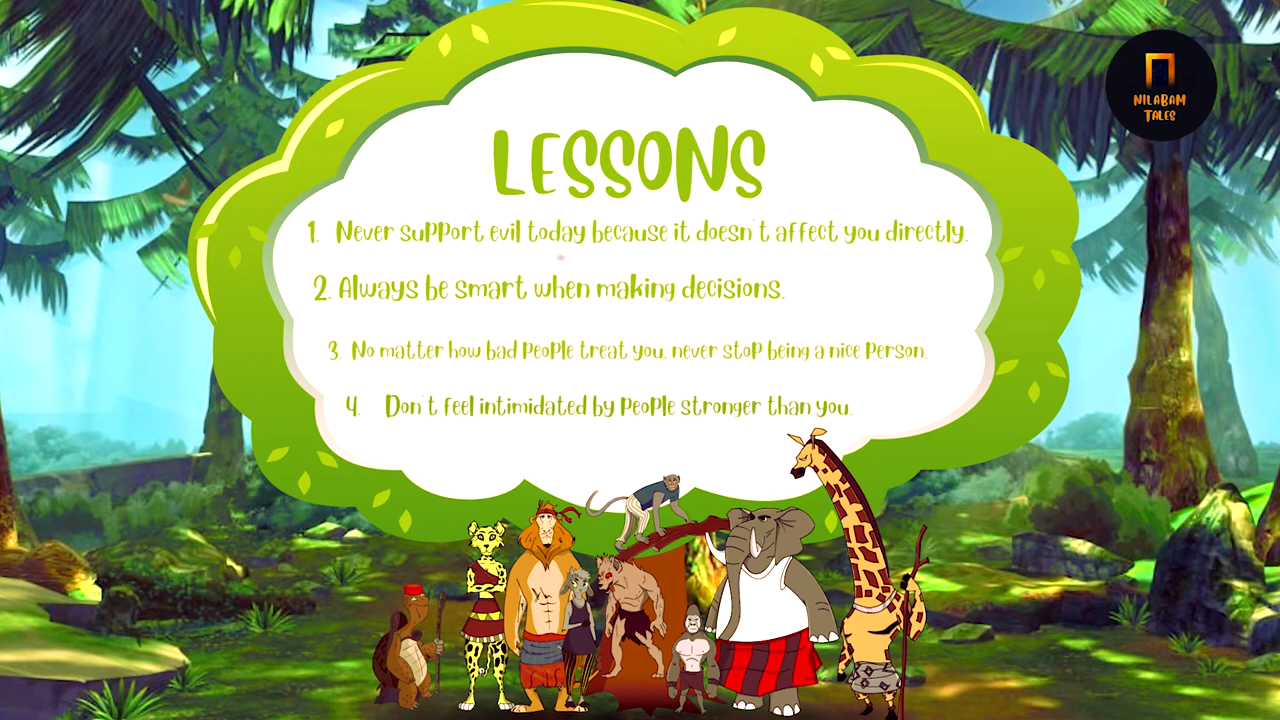 NILABAM
TALES
LESSONS
1. Never support evil today because it doesn't affect you directly.
2. Always be smart when making decisions.
3. No matter how bad people treat you, never stop being a nice person.
4. Don't feel intimidated by people stronger than you.